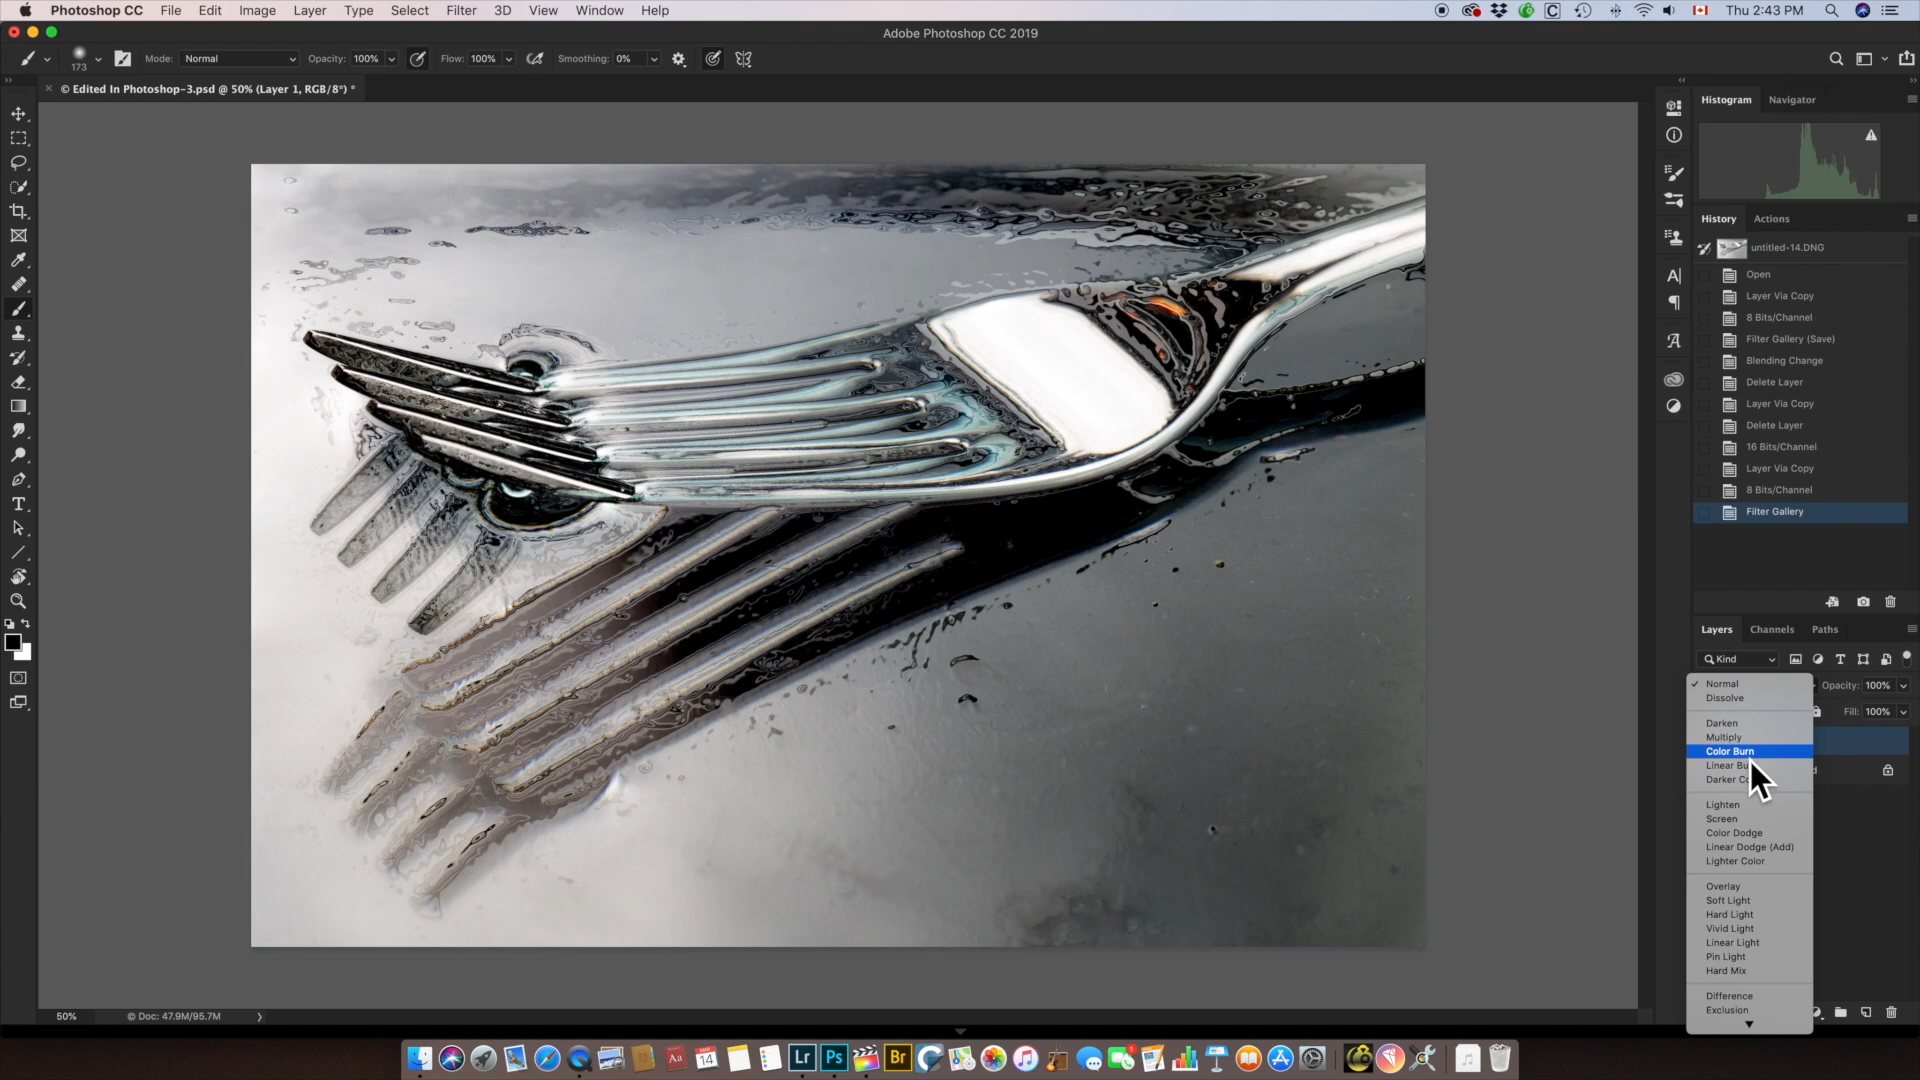 Photoshop CC File Edit Image Layer Type Select Filter 3D View Window Help
Thu 2:43 PM
Adobe Photoshop CC 2019
173 Mode: Normal Opacity: 100% Flow: 100% Smoothing: 0%
© Edited In Photoshop-3.psd @ 50% (Layer 1, RGB/8*) *
Histogram Navigator
History Actions
untitled-14.DNG
Open
Layer Via Copy
8 Bits/Channel
Filter Gallery (Save)
Blending Change
Delete Layer
Layer Via Copy
Delete Layer
16 Bits/Channel
Layer Via Copy
8 Bits/Channel
Filter Gallery
Layers Channels Paths
Kind
Normal
Opacity: 100%
Dissolve
Fill: 100%
Darken
Multiply
Color Burn
Linear
Darker
Lighten
Screen
Color Dodge
Linear Dodge (Add)
Lighter Color
Overlay
Soft Light
Hard Light
Vivid Light
Linear Light
Pin Light
Hard Mix
Difference
Exclusion
50% © Doc: 47.9M/95.7M
Aa 14 Lr Ps Br